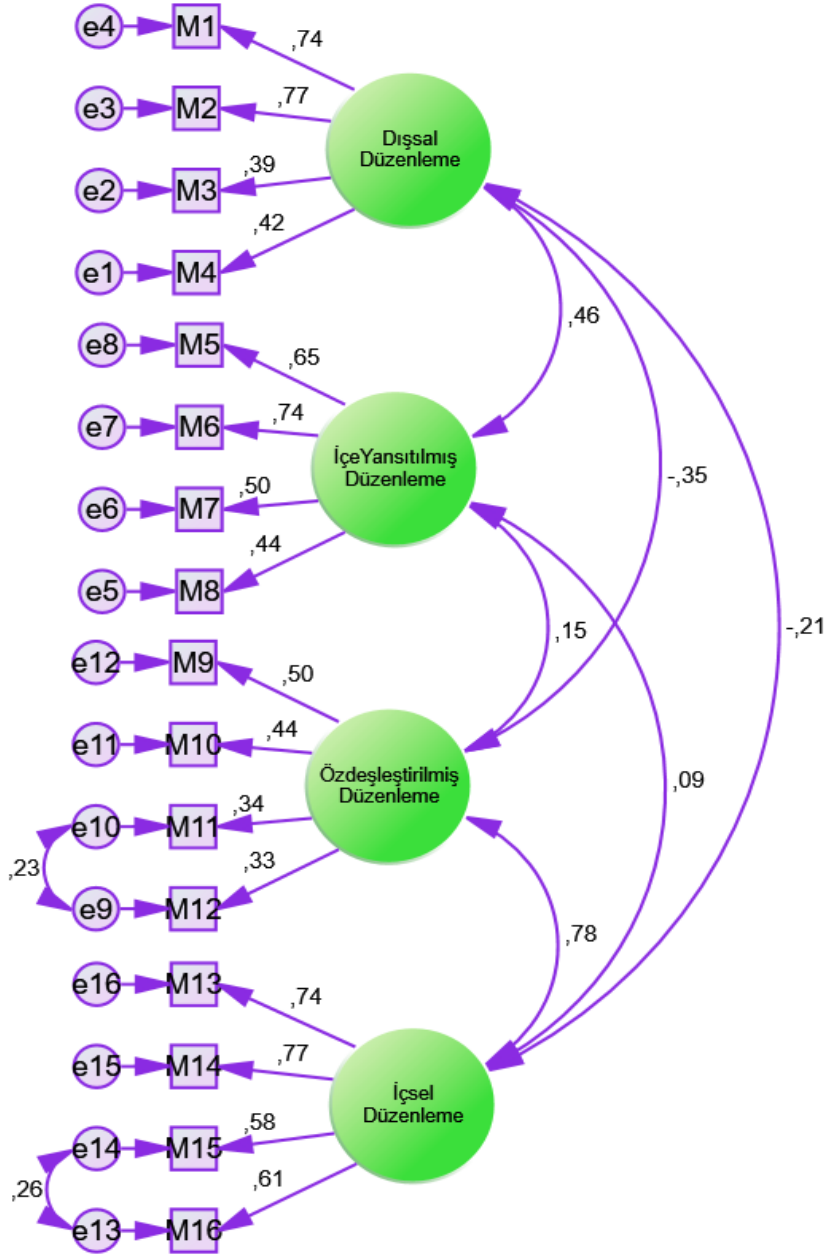 e4 M1 ,74
e3 M2 ,77
Dışsal
Düzenleme
e2 M3 ,39
e1 M4 ,42
,46
e8 M5 ,65
e7 M6 ,74
İçeYansıtılmış
Düzenleme
-,35
e6 M7 ,50
e5 M8 ,44
,15
-,21
e12 M9 ,50
e11 M10 ,44
Özdeşleştirilmiş
Düzenleme
,09
e10 M11 ,34
,23
e9 M12 ,33
,78
e16 M13 ,74
e15 M14 ,77
İçsel
Düzenleme
e14 M15 ,58
,26
e13 M16 ,61